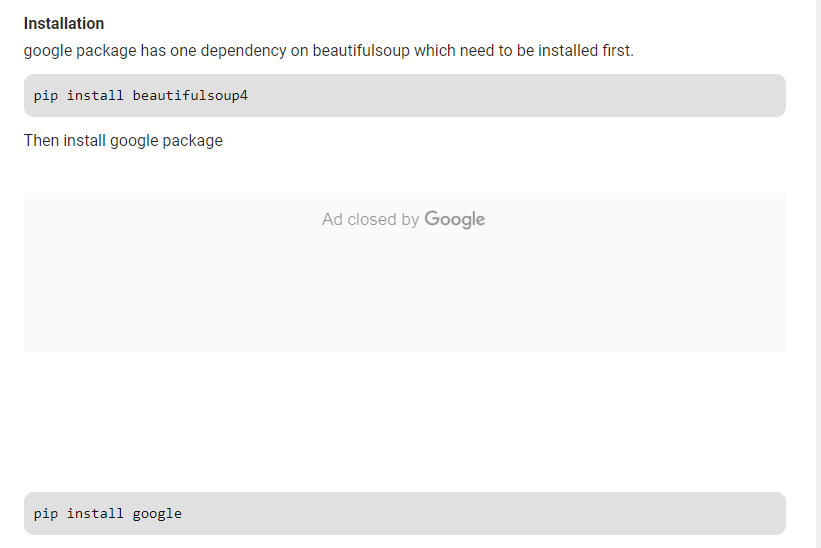 Installation
google package has one dependency on beautifulsoup which need to be installed first.
pip install beautifulsoup4
Then install google package
Ad closed by Google
pip install google